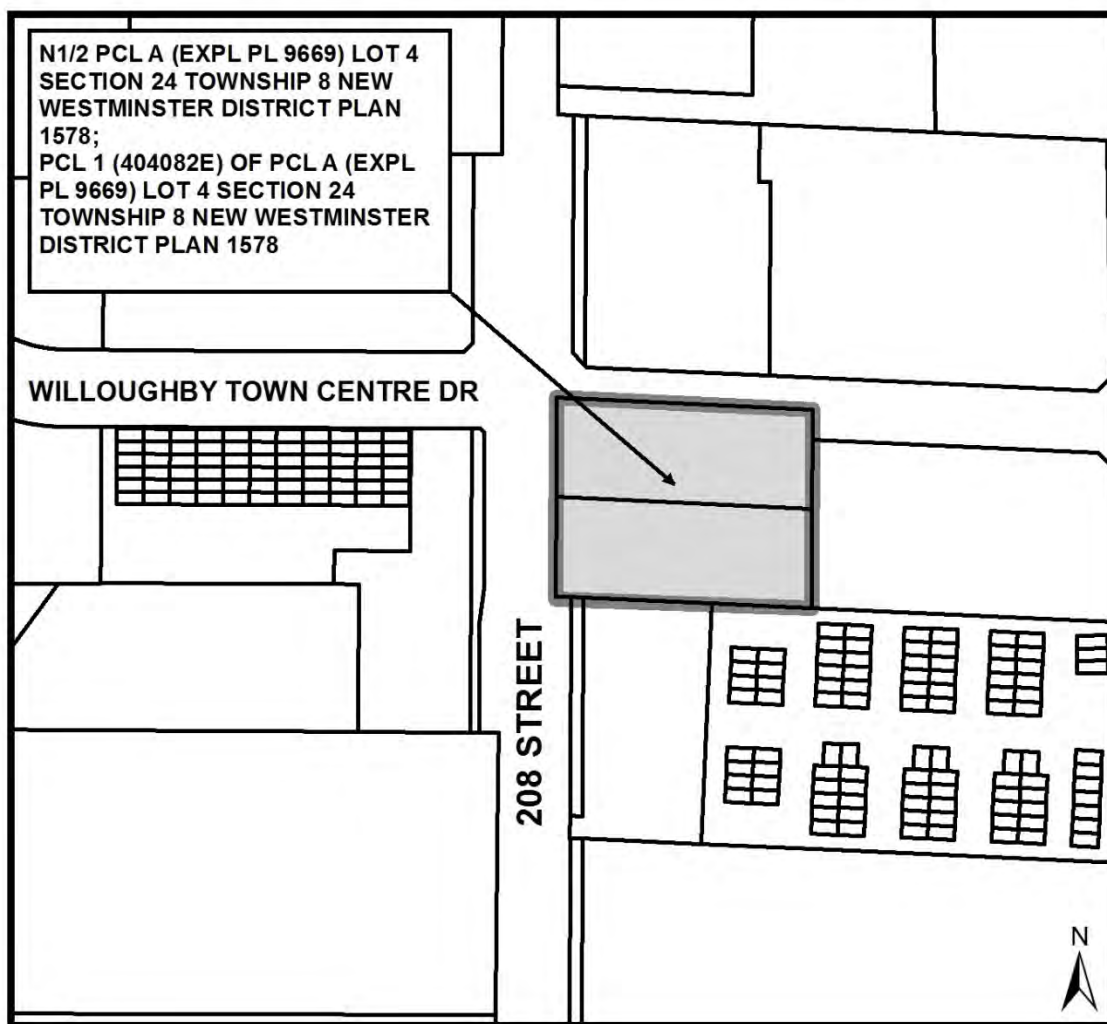 N1/2 PCL A (EXPL PL 9669) LOT 4
SECTION 24 TOWNSHIP 8 NEW
WESTMINSTER DISTRICT PLAN
1578;
PCL 1 (404082E) OF PCL A (EXPL
PL 9669) LOT 4 SECTION 24
TOWNSHIP 8 NEW WESTMINSTER
DISTRICT PLAN 1578
WILLOUGHBY TOWN CENTRE DR
208 STREET
N